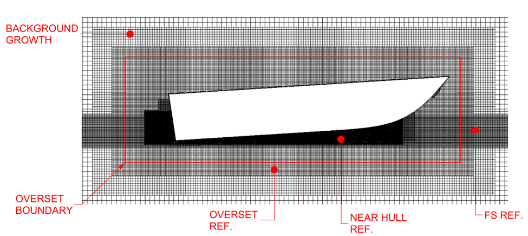 BACKGROUND
GROWTH
OVERSET
BOUNDARY
OVERSET
REF.
NEAR HULL
REF.
FS REF.